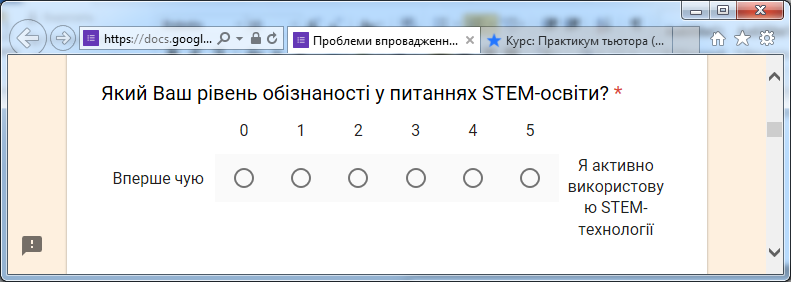 https://docs.googl...
Проблеми впровадженн...
Курс: Практикум тьютора (...
Який Ваш рівень обізнаності у питаннях STEM-освіти? *
0 1 2 3 4 5
Вперше чую
Я активно
використову
ю STEM-
технології